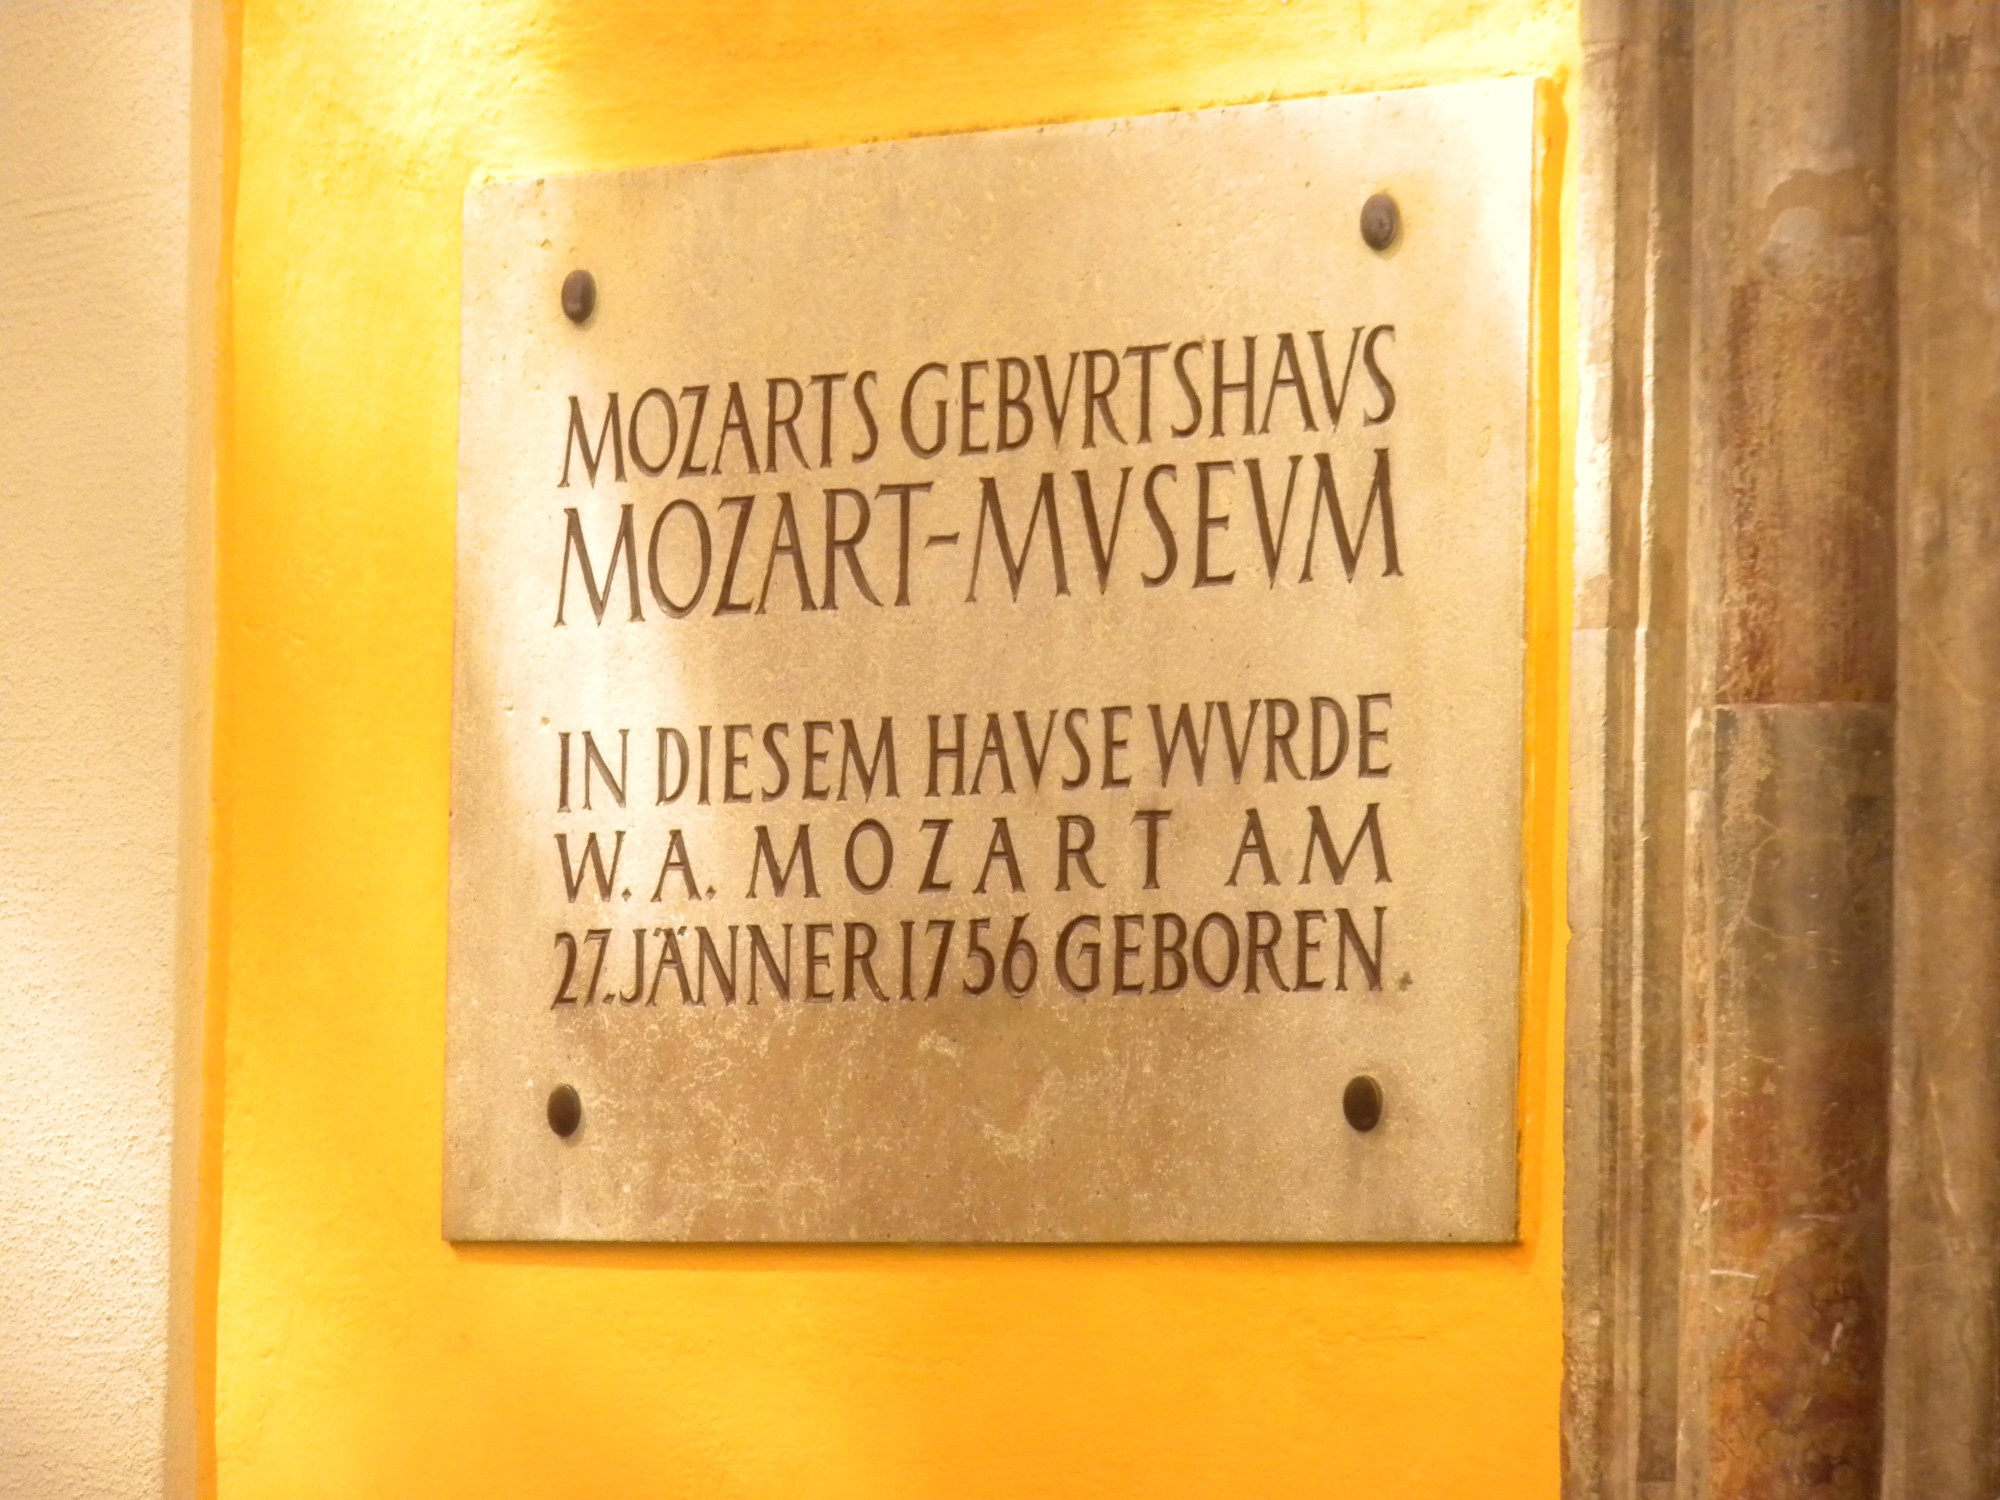 MOZARTS GEBVRTSHAVS
MOZART-MVSEVM
IN DIESEM HAVSE WVRDE
W. A. MOZART AM
27. JÄNNER 1756 GEBOREN.